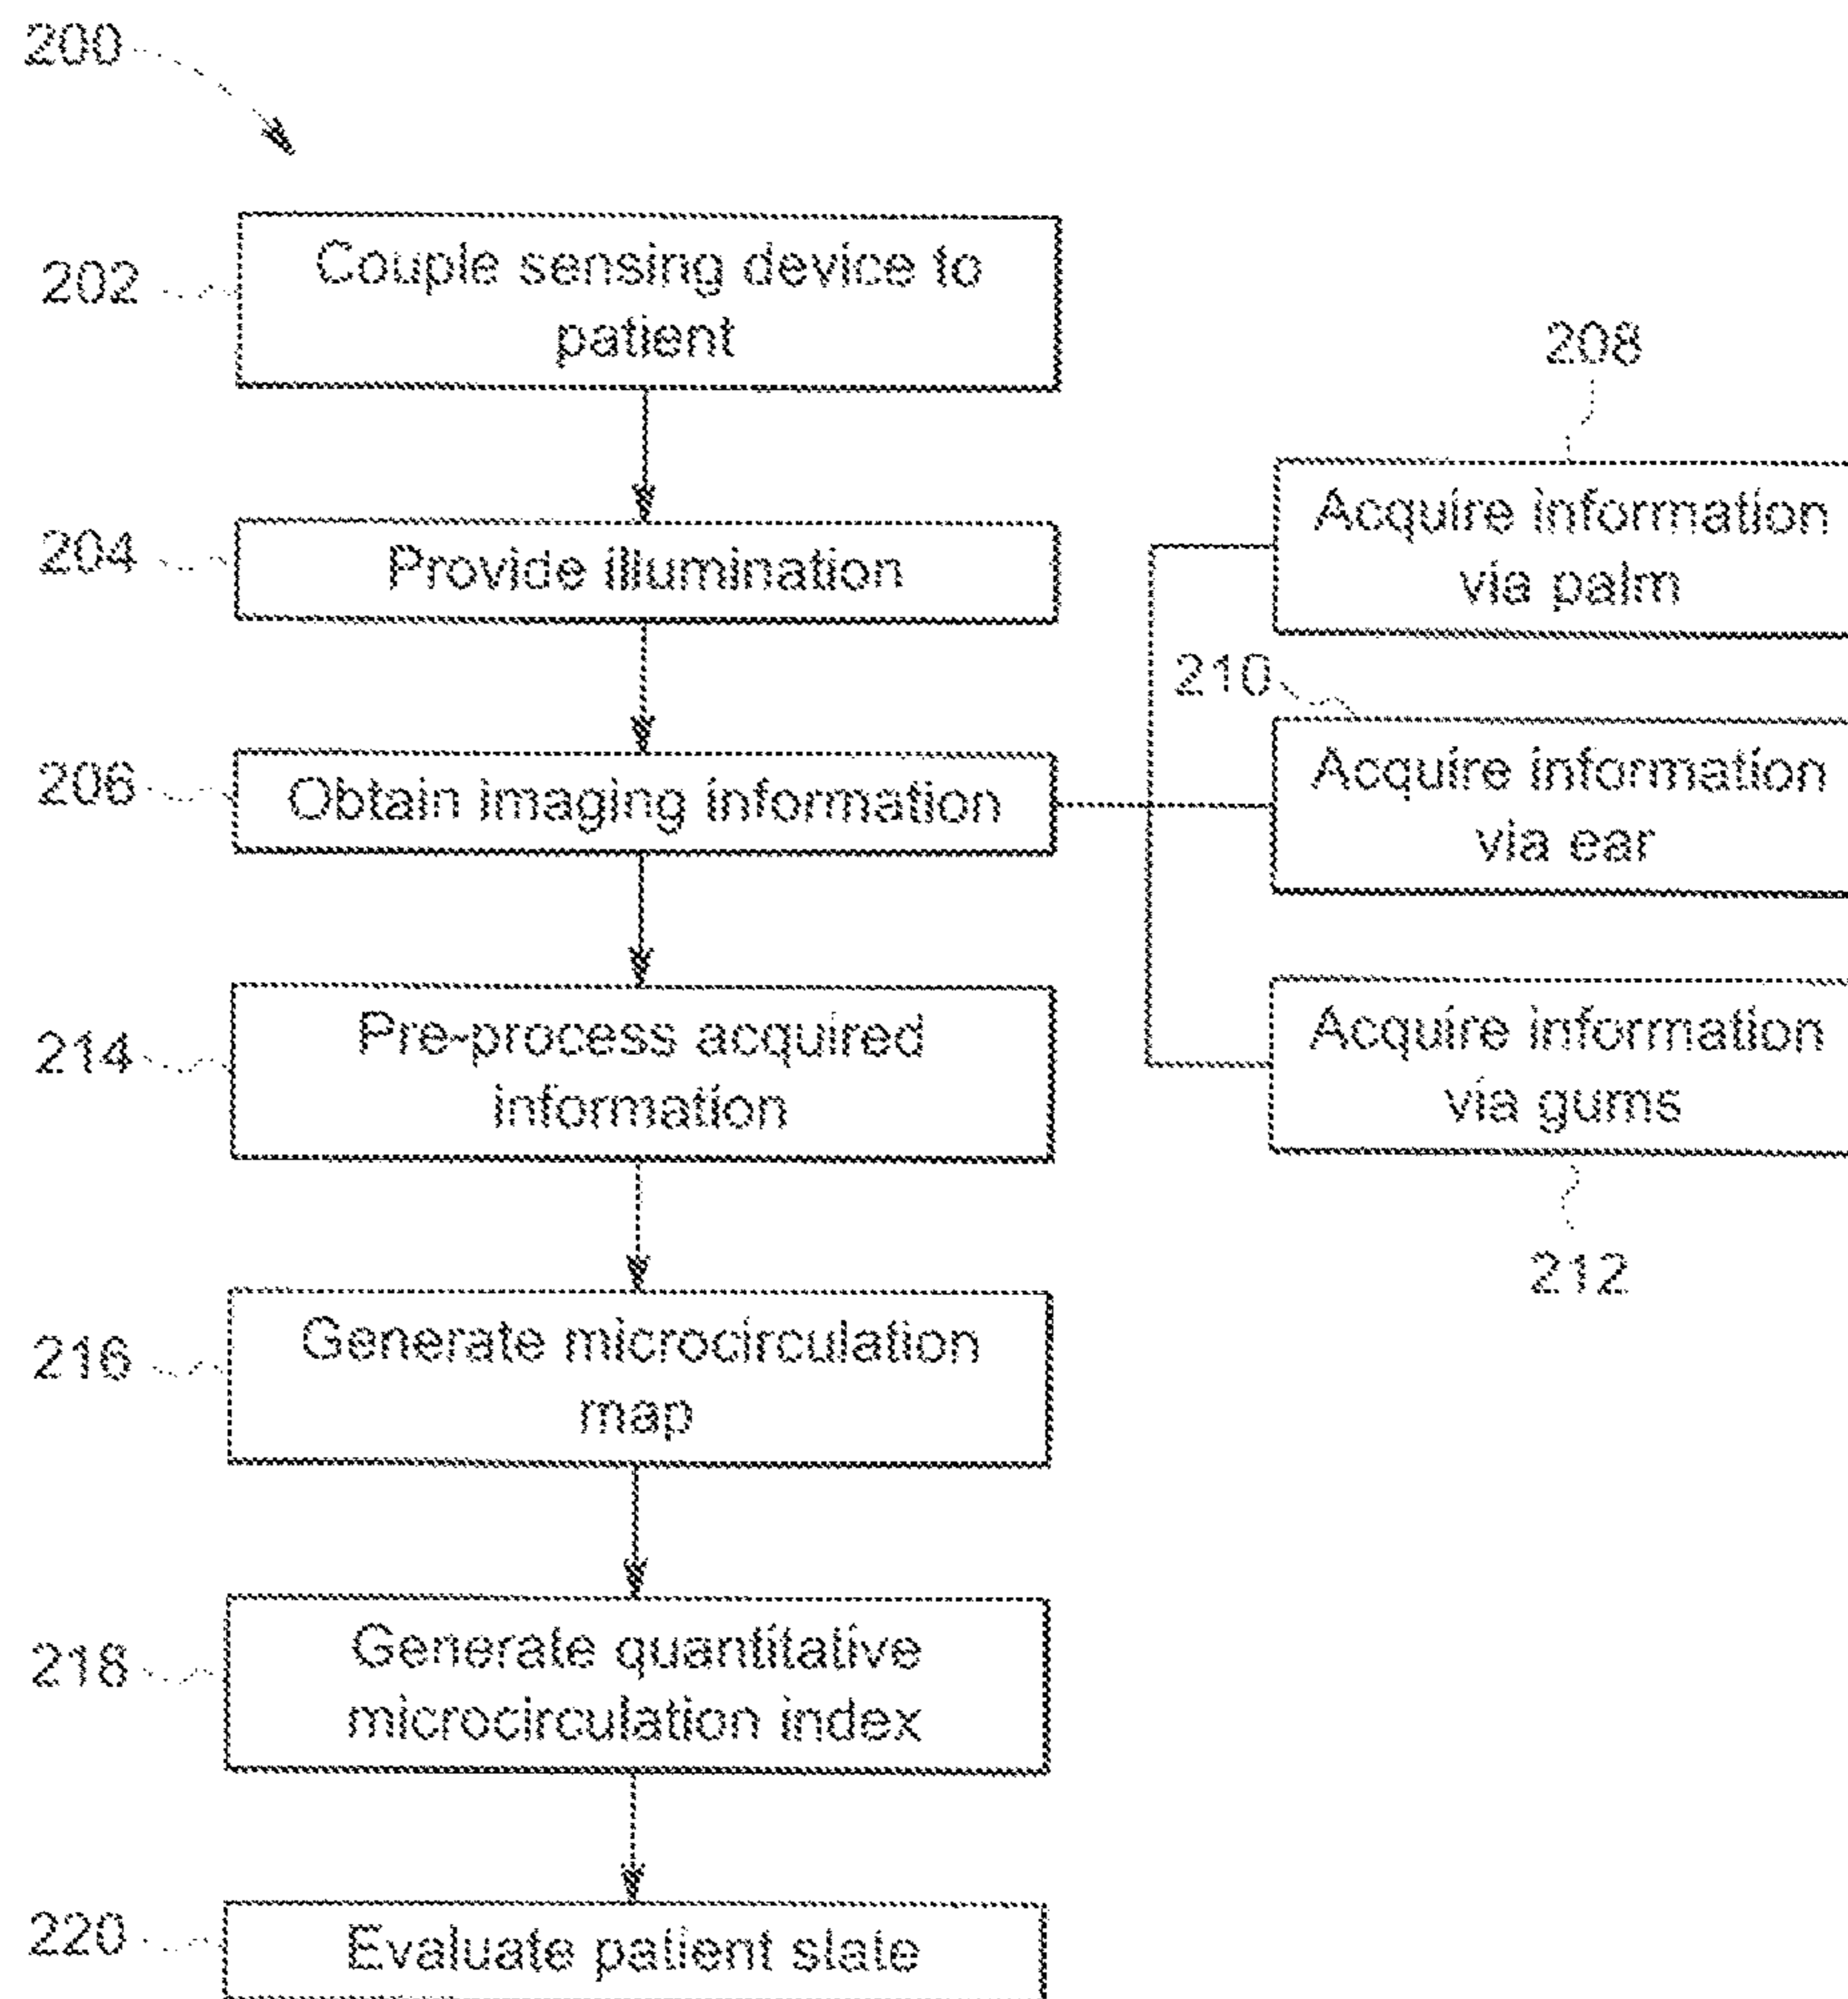 200
202
Couple sensing device to
patient
204
Provide illumination
206
Obtain imaging information
208
Acquire information
via palm
210
Acquire information
via ear
Acquire information
via gums
212
214
Pre-process acquired
information
216
Generate microcirculation
map
218
Generate quantitative
microcirculation index
220
Evaluate patient state